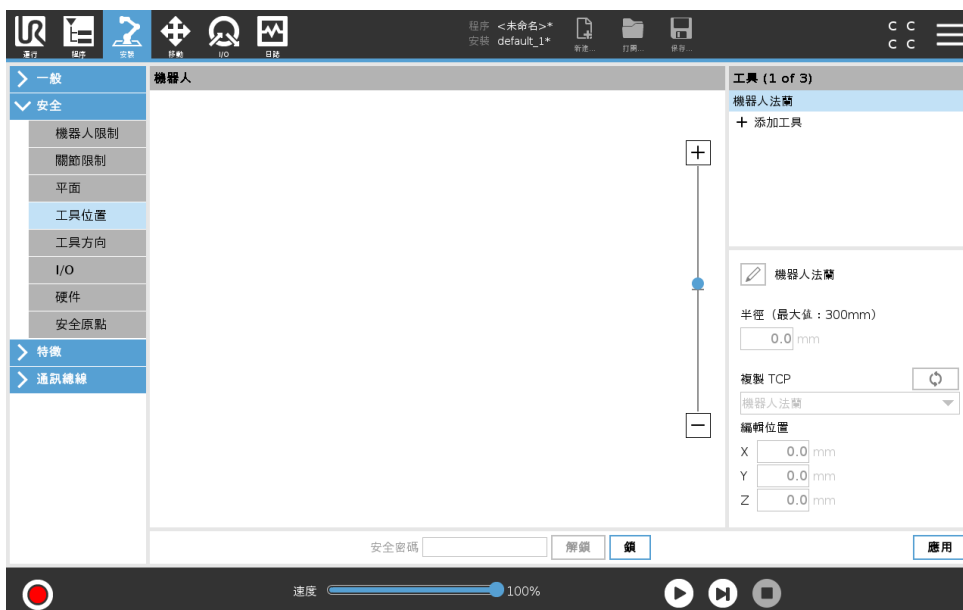 程序 <未命名>*
安裝 default_1*
C C
C C
運行 程序 安裝 移動 I/O 日誌 新建... 打開... 保存...
一般
安全
機器人限制
關節限制
平面
工具位置
工具方向
I/O
硬件
安全原點
特徵
通訊總線
機器人
工具 (1 of 3)
機器人法蘭
添加工具
機器人法蘭
半徑（最大值：300mm）
0.0 mm
複製 TCP
機器人法蘭
編輯位置
X 0.0 mm
Y 0.0 mm
Z 0.0 mm
安全密碼 解鎖 鎖 應用
速度 100%